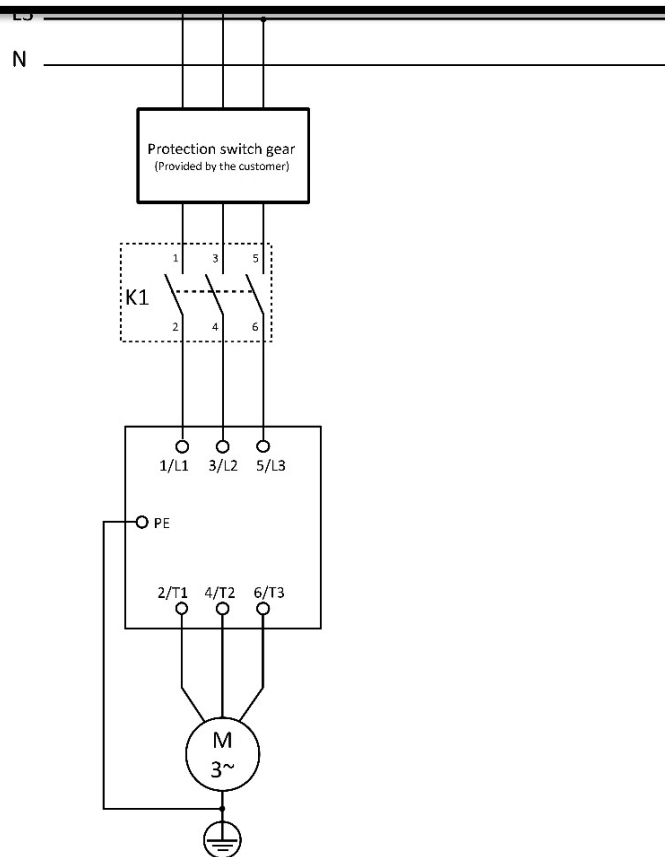 L3
N
Protection switch gear
(Provided by the customer)
1 3 5
K1
2 4 6
1/L1 3/L2 5/L3
PE
2/T1 4/T2 6/T3
M
3~